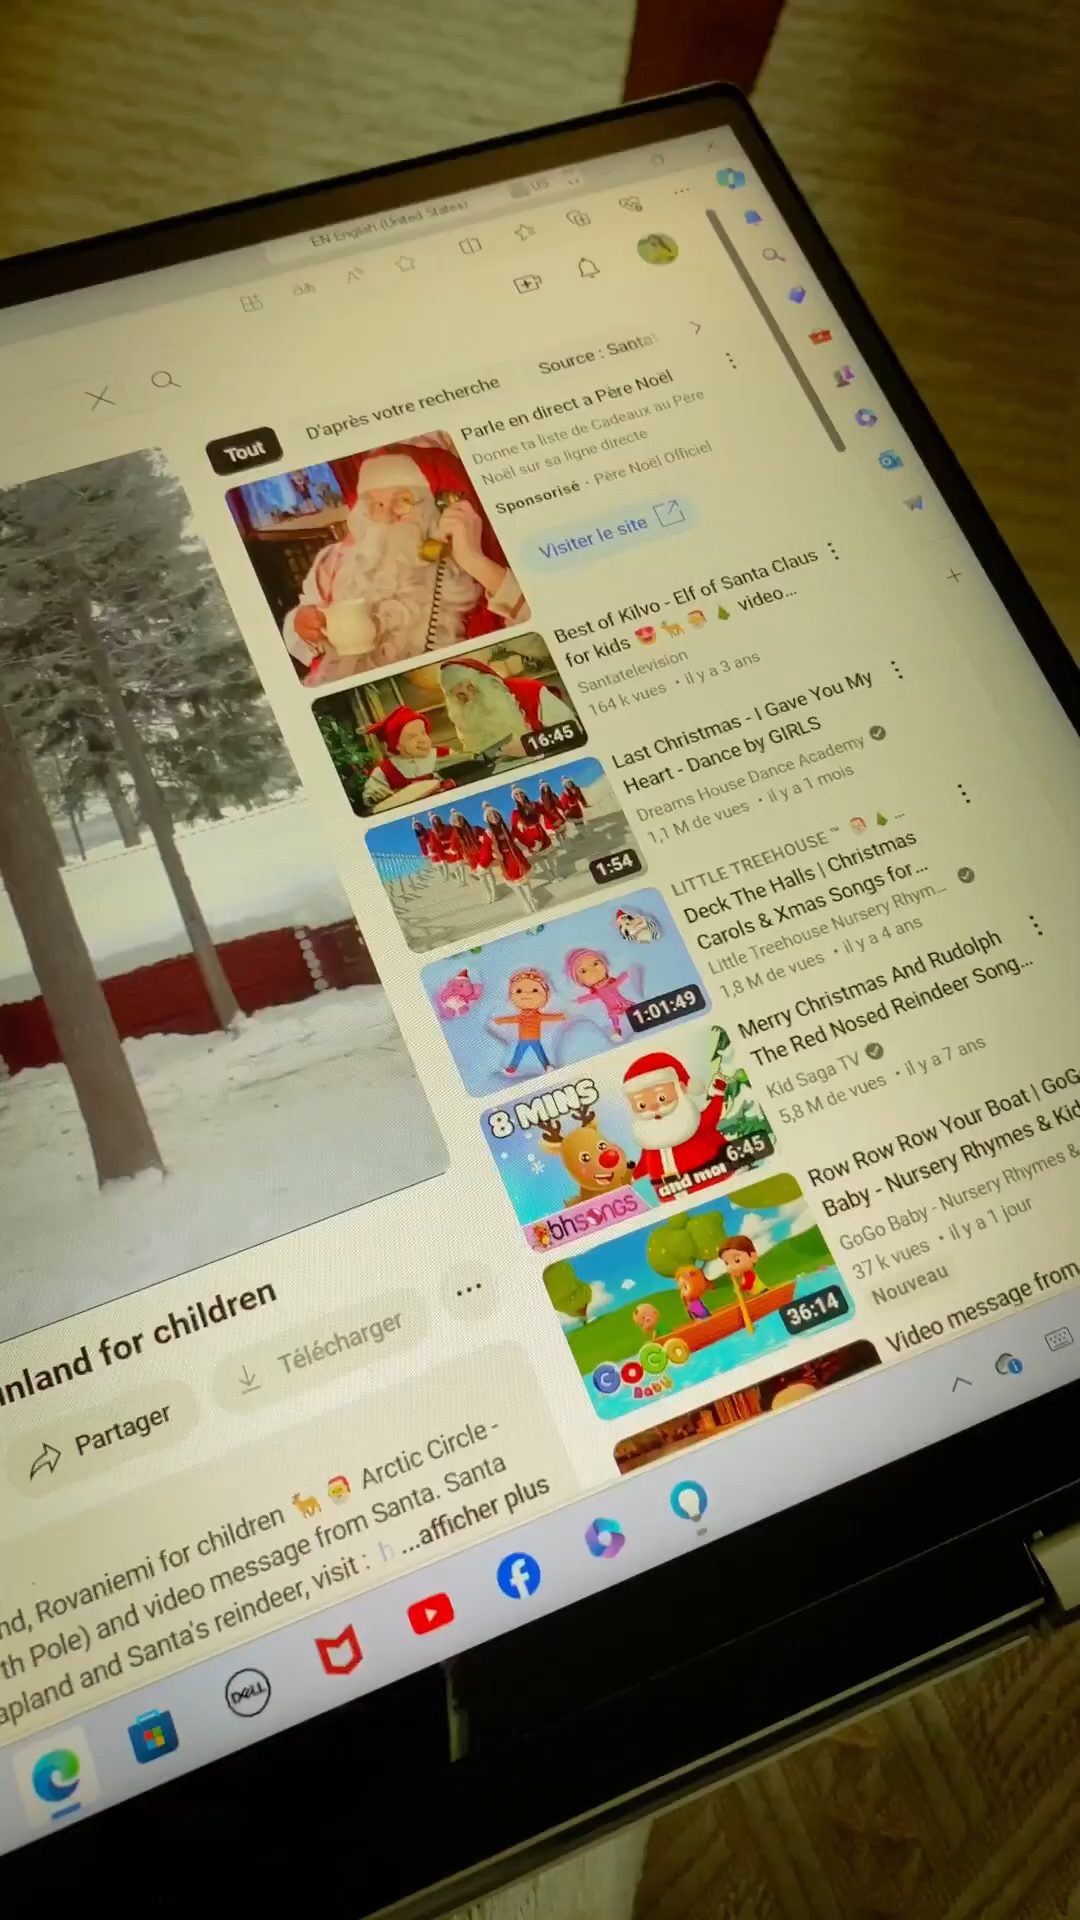 EN English (United States)
US
Tout
D'après votre recherche
Source : Santa
Parle en direct a Père Noël
Donne ta liste de Cadeaux au Père
Noël sur sa ligne directe
Sponsorisé · Père Noël Officiel
Visiter le site
Best of Kilvo - Elf of Santa Claus
for kids 😍 🦌 🎅 🎄 video...
Santatelevision
164 k vues • il y a 3 ans
16:45
Last Christmas - I Gave You My
Heart - Dance by GIRLS
Dreams House Dance Academy
1,1 M de vues • il y a 1 mois
1:54
LITTLE TREEHOUSE ™ 🎅 🎄 ...
Deck The Halls | Christmas
Carols & Xmas Songs for...
Little Treehouse Nursery Rhym...
1,8 M de vues • il y a 4 ans
1:01:49
Merry Christmas And Rudolph
The Red Nosed Reindeer Song...
Kid Saga TV
5,8 M de vues • il y a 7 ans
8 MINS
and mor
6:45
bhsongs
Row Row Row Your Boat | GoG
Baby - Nursery Rhymes & Kid
GoGo Baby - Nursery Rhymes &
37 k vues • il y a 1 jour
Nouveau
36:14
GOGO
Baby
Video message from
nland for children
Partager
Télécharger
...
nd, Rovaniemi for children 🦌 🎅 Arctic Circle -
th Pole) and video message from Santa. Santa
apland and Santa's reindeer, visit : h ...afficher plus
DELL